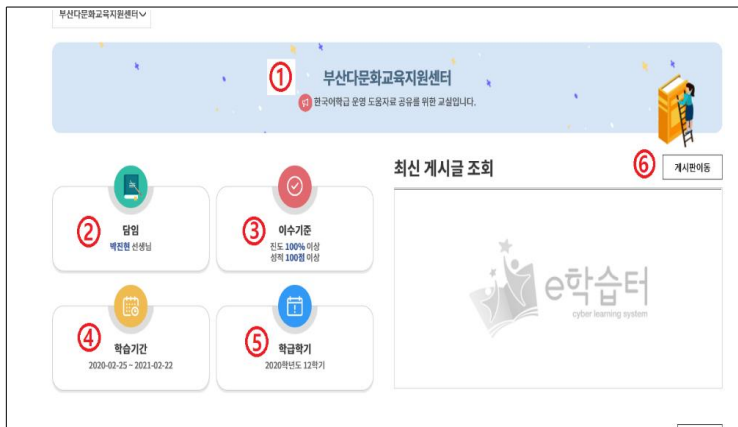 부산다문화교육지원센터
① 부산다문화교육지원센터
한국어학급 운영 도움자료 공유를 위한 교실입니다.
② 담임
박진현 선생님
③ 이수기준
진도 100% 이상
성적 100점 이상
④ 학습기간
2020-02-25 ~ 2021-02-22
⑤ 학급학기
2020학년도 12학기
최신 게시글 조회
⑥ 게시판이동
e학습터
cyber learning system